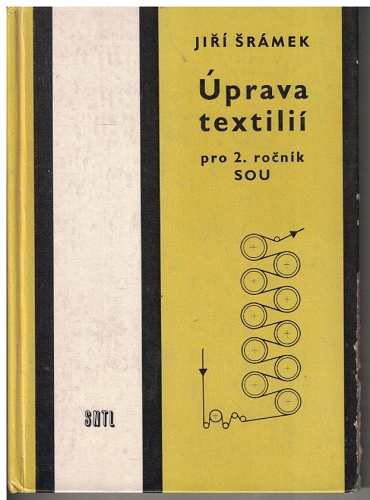 JIŘÍ ŠRÁMEK
Úprava
textilií
pro 2. ročník
SOU
SNTL